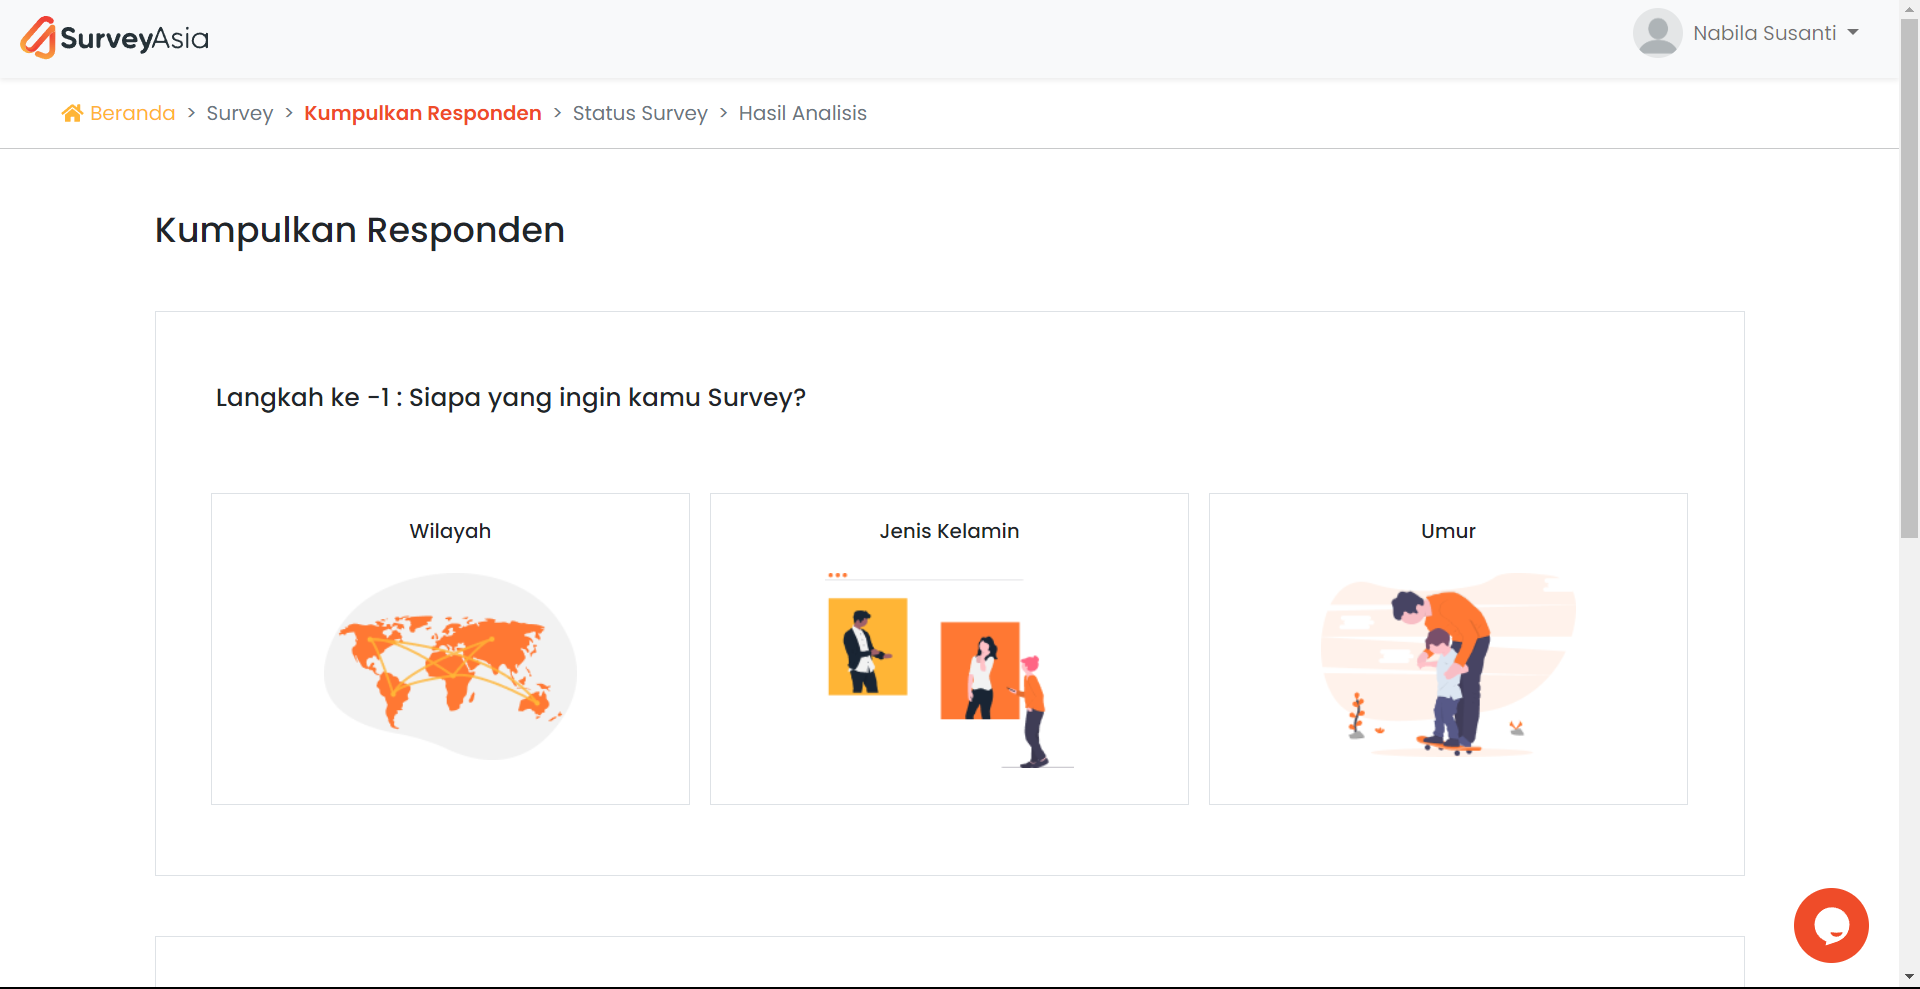 SurveyAsia
Nabila Susanti
Beranda > Survey > Kumpulkan Responden > Status Survey > Hasil Analisis
Kumpulkan Responden
Langkah ke -1 : Siapa yang ingin kamu Survey?
Wilayah
Jenis Kelamin
Umur